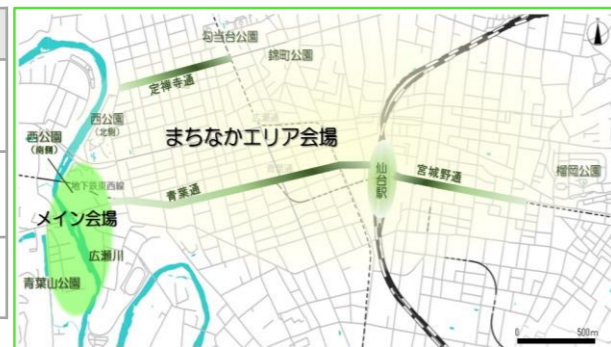 勾当台公園
錦町公園
定禅寺通
西公園
(北側)
西公園
(南側)
まちなかエリア会場
地下鉄東西線
青葉通
仙台駅
宮城野通
榴岡公園
メイン会場
広瀬川
青葉山公園
0 500m